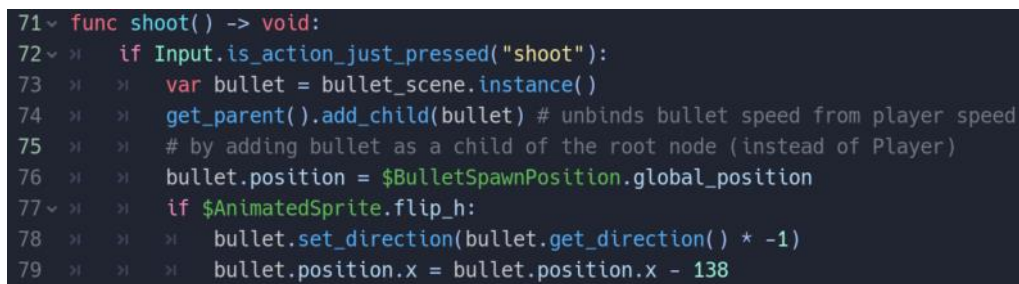 71 func shoot() -> void:
72 if Input.is_action_just_pressed("shoot"):
73 var bullet = bullet_scene.instance()
74 get_parent().add_child(bullet) # unbinds bullet speed from player speed
75 # by adding bullet as a child of the root node (instead of Player)
76 bullet.position = $BulletSpawnPosition.global_position
77 if $AnimatedSprite.flip_h:
78 bullet.set_direction(bullet.get_direction() * -1)
79 bullet.position.x = bullet.position.x - 138